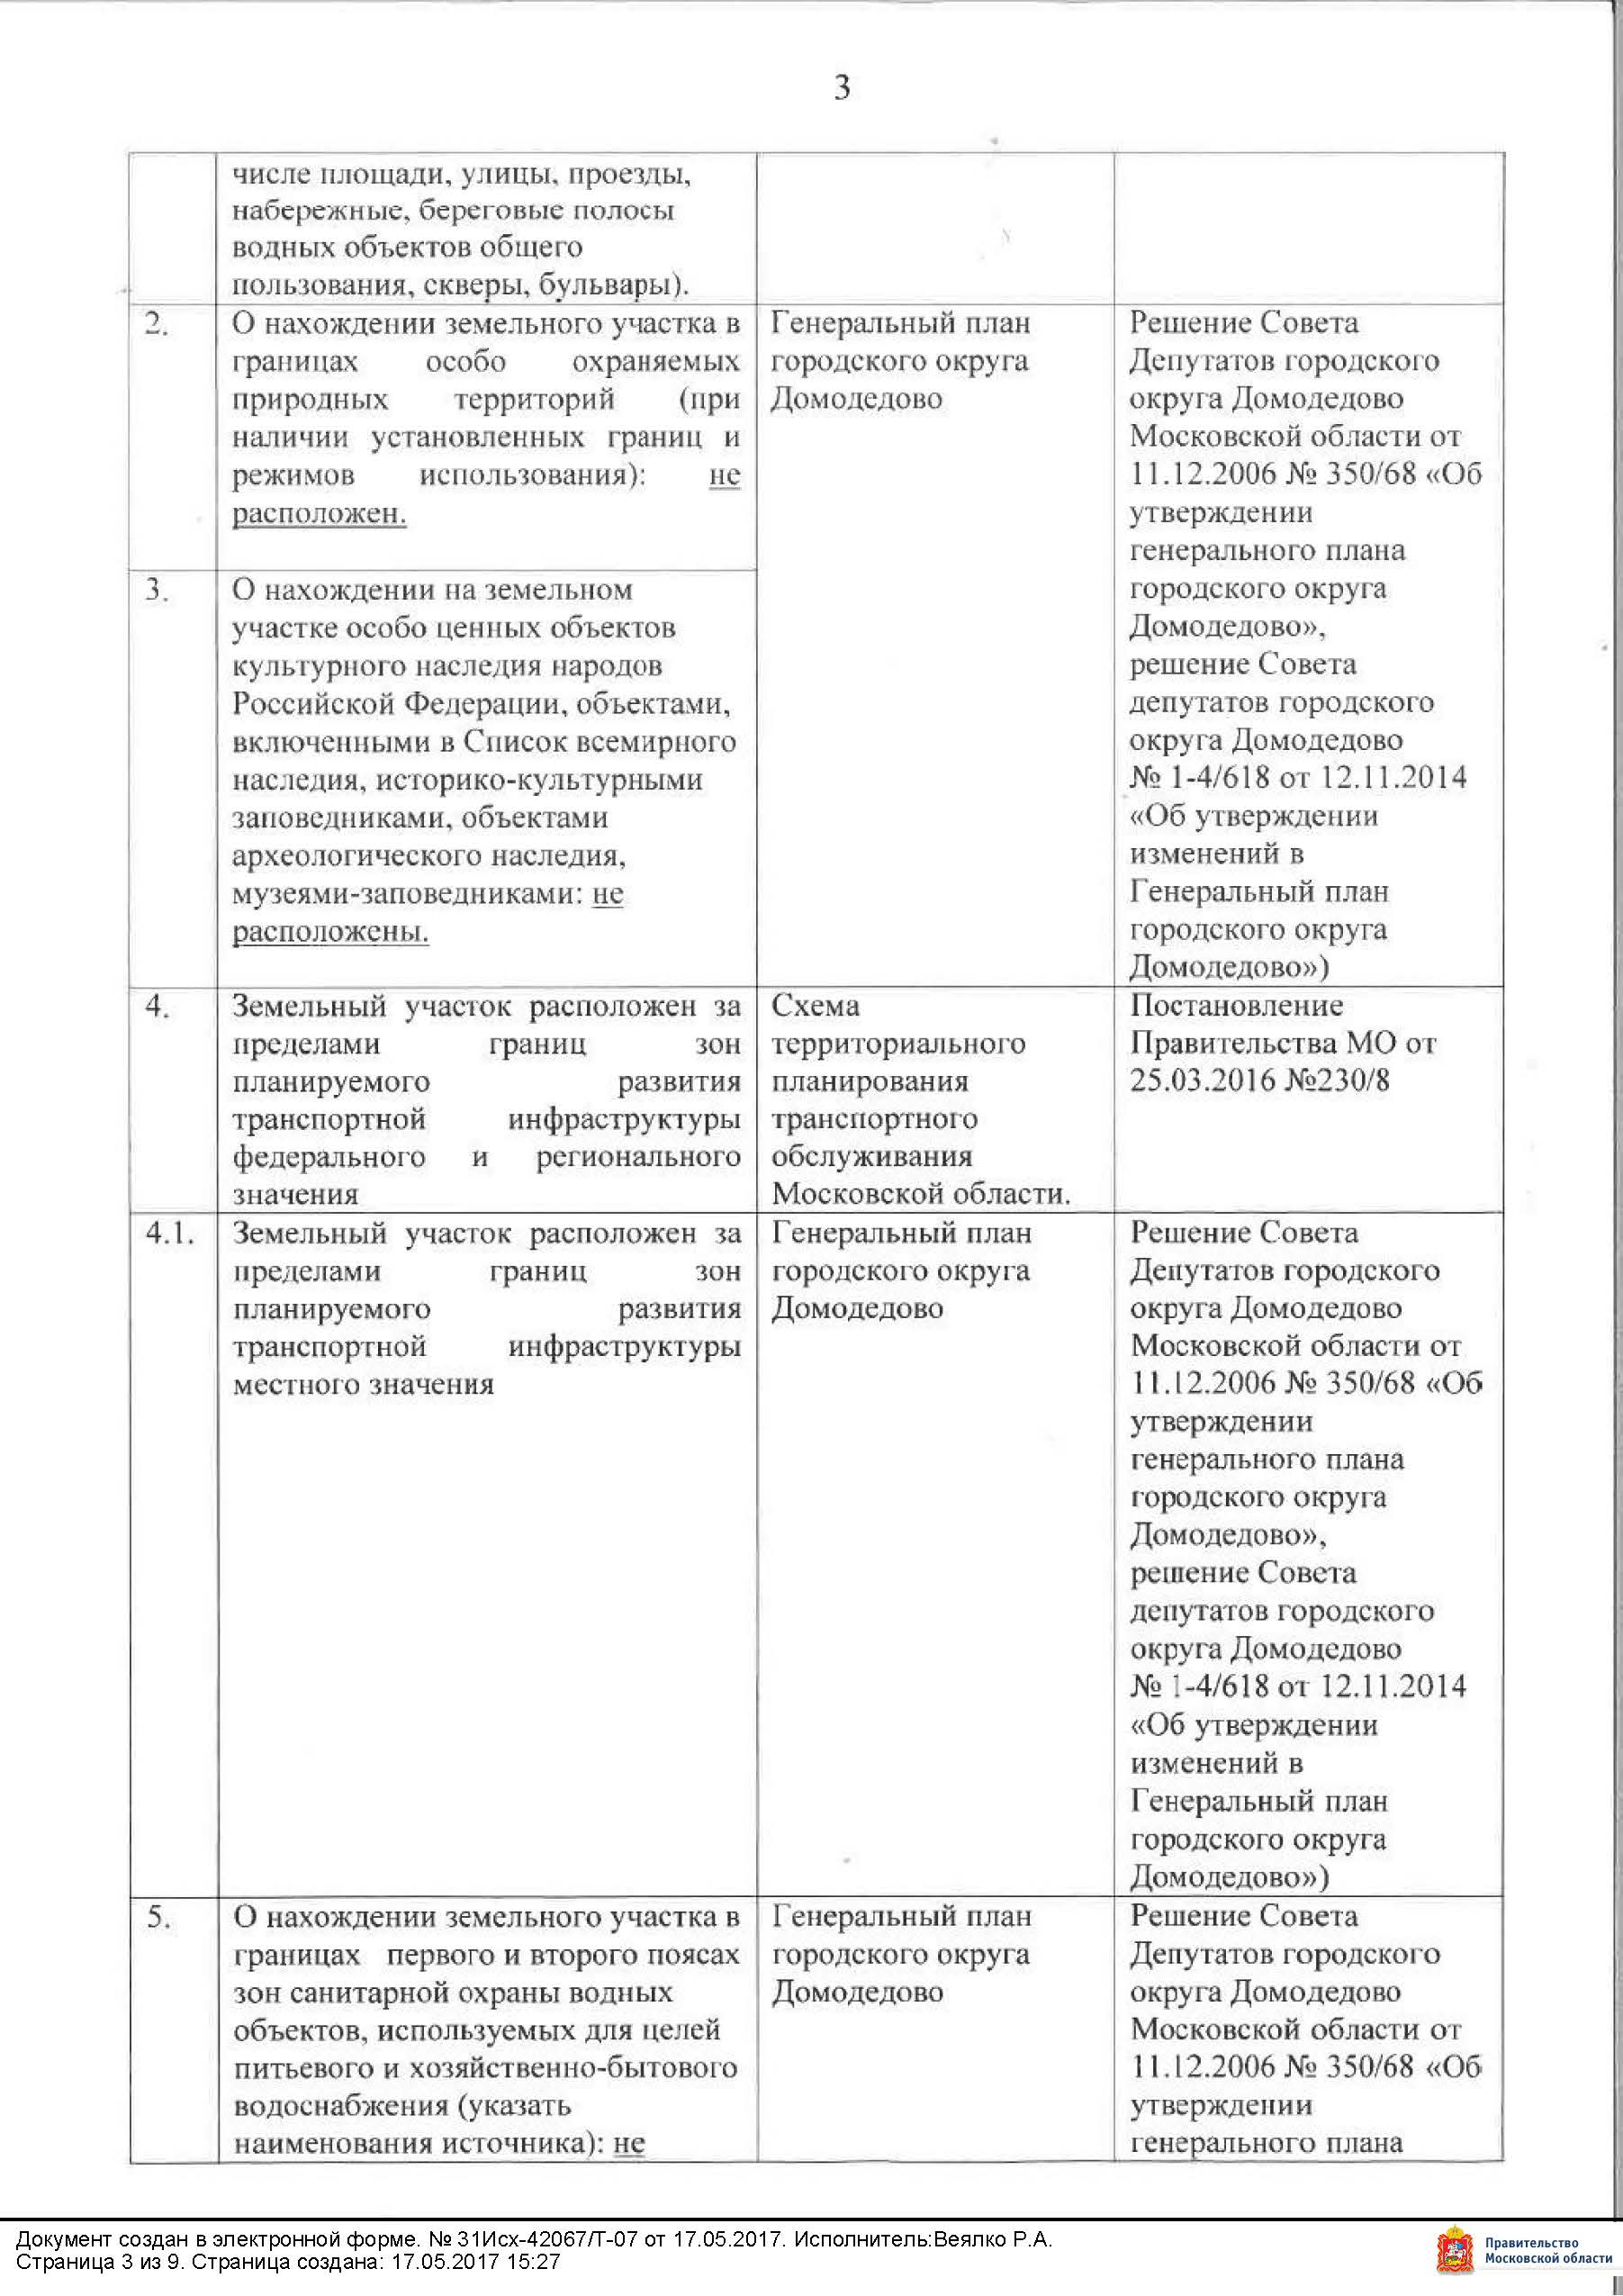 3
числе площади, улицы, проезды,
набережные, береговые полосы
водных объектов общего
пользования, скверы, бульвары).
2.
О нахождении земельного участка в
границах особо охраняемых
природных территорий (при
наличии установленных границ и
режимов использования): не
расположен.
Генеральный план
городского округа
Домодедово
Решение Совета
Депутатов городского
округа Домодедово
Московской области от
11.12.2006 № 350/68 «Об
утверждении
генерального плана
городского округа
Домодедово»,
решение Совета
депутатов городского
округа Домодедово
№ 1-4/618 от 12.11.2014
«Об утверждении
изменений в
Генеральный план
городского округа
Домодедово»)
3.
О нахождении на земельном
участке особо ценных объектов
культурного наследия народов
Российской Федерации, объектами,
включенными в Список всемирного
наследия, историко-культурными
заповедниками, объектами
археологического наследия,
музеями-заповедниками: не
расположены.
4.
Земельный участок расположен за
пределами границ зон
планируемого развития
транспортной инфраструктуры
федерального и регионального
значения
Схема
территориального
планирования
транспортного
обслуживания
Московской области.
Постановление
Правительства МО от
25.03.2016 №230/8
4.1.
Земельный участок расположен за
пределами границ зон
планируемого развития
транспортной инфраструктуры
местного значения
Генеральный план
городского округа
Домодедово
Решение Совета
Депутатов городского
округа Домодедово
Московской области от
11.12.2006 № 350/68 «Об
утверждении
генерального плана
городского округа
Домодедово»,
решение Совета
депутатов городского
округа Домодедово
№ 1-4/618 от 12.11.2014
«Об утверждении
изменений в
Генеральный план
городского округа
Домодедово»)
5.
О нахождении земельного участка в
границах первого и второго поясах
зон санитарной охраны водных
объектов, используемых для целей
питьевого и хозяйственно-бытового
водоснабжения (указать
наименования источника): не
Генеральный план
городского округа
Домодедово
Решение Совета
Депутатов городского
округа Домодедово
Московской области от
11.12.2006 № 350/68 «Об
утверждении
генерального плана
Документ создан в электронной форме. № 31Исх-42067/Т-07 от 17.05.2017. Исполнитель:Веялко Р.А.
Страница 3 из 9. Страница создана: 17.05.2017 15:27
Правительство
Московской области